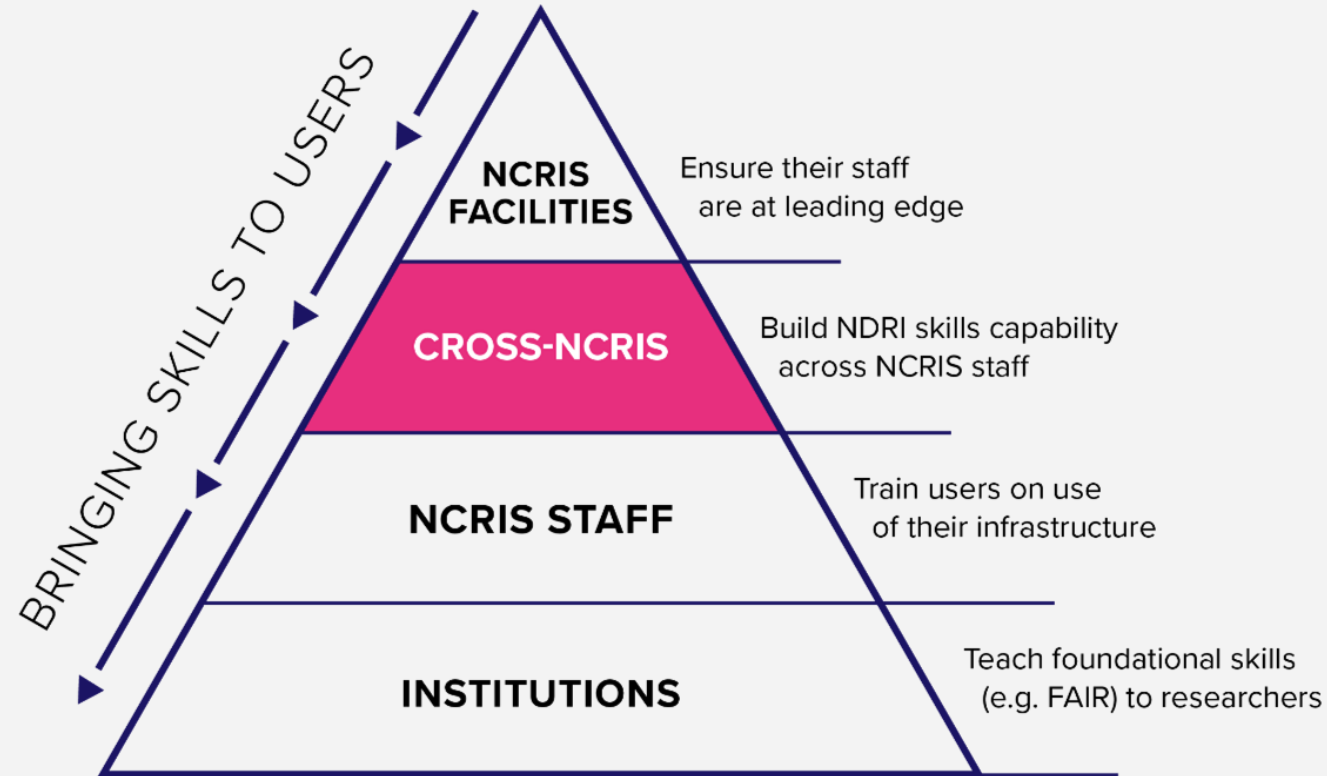 BRINGING SKILLS TO USERS
NCRIS
FACILITIES
Ensure their staff
are at leading edge
CROSS-NCRIS
Build NDRI skills capability
across NCRIS staff
NCRIS STAFF
Train users on use
of their infrastructure
INSTITUTIONS
Teach foundational skills
(e.g. FAIR) to researchers